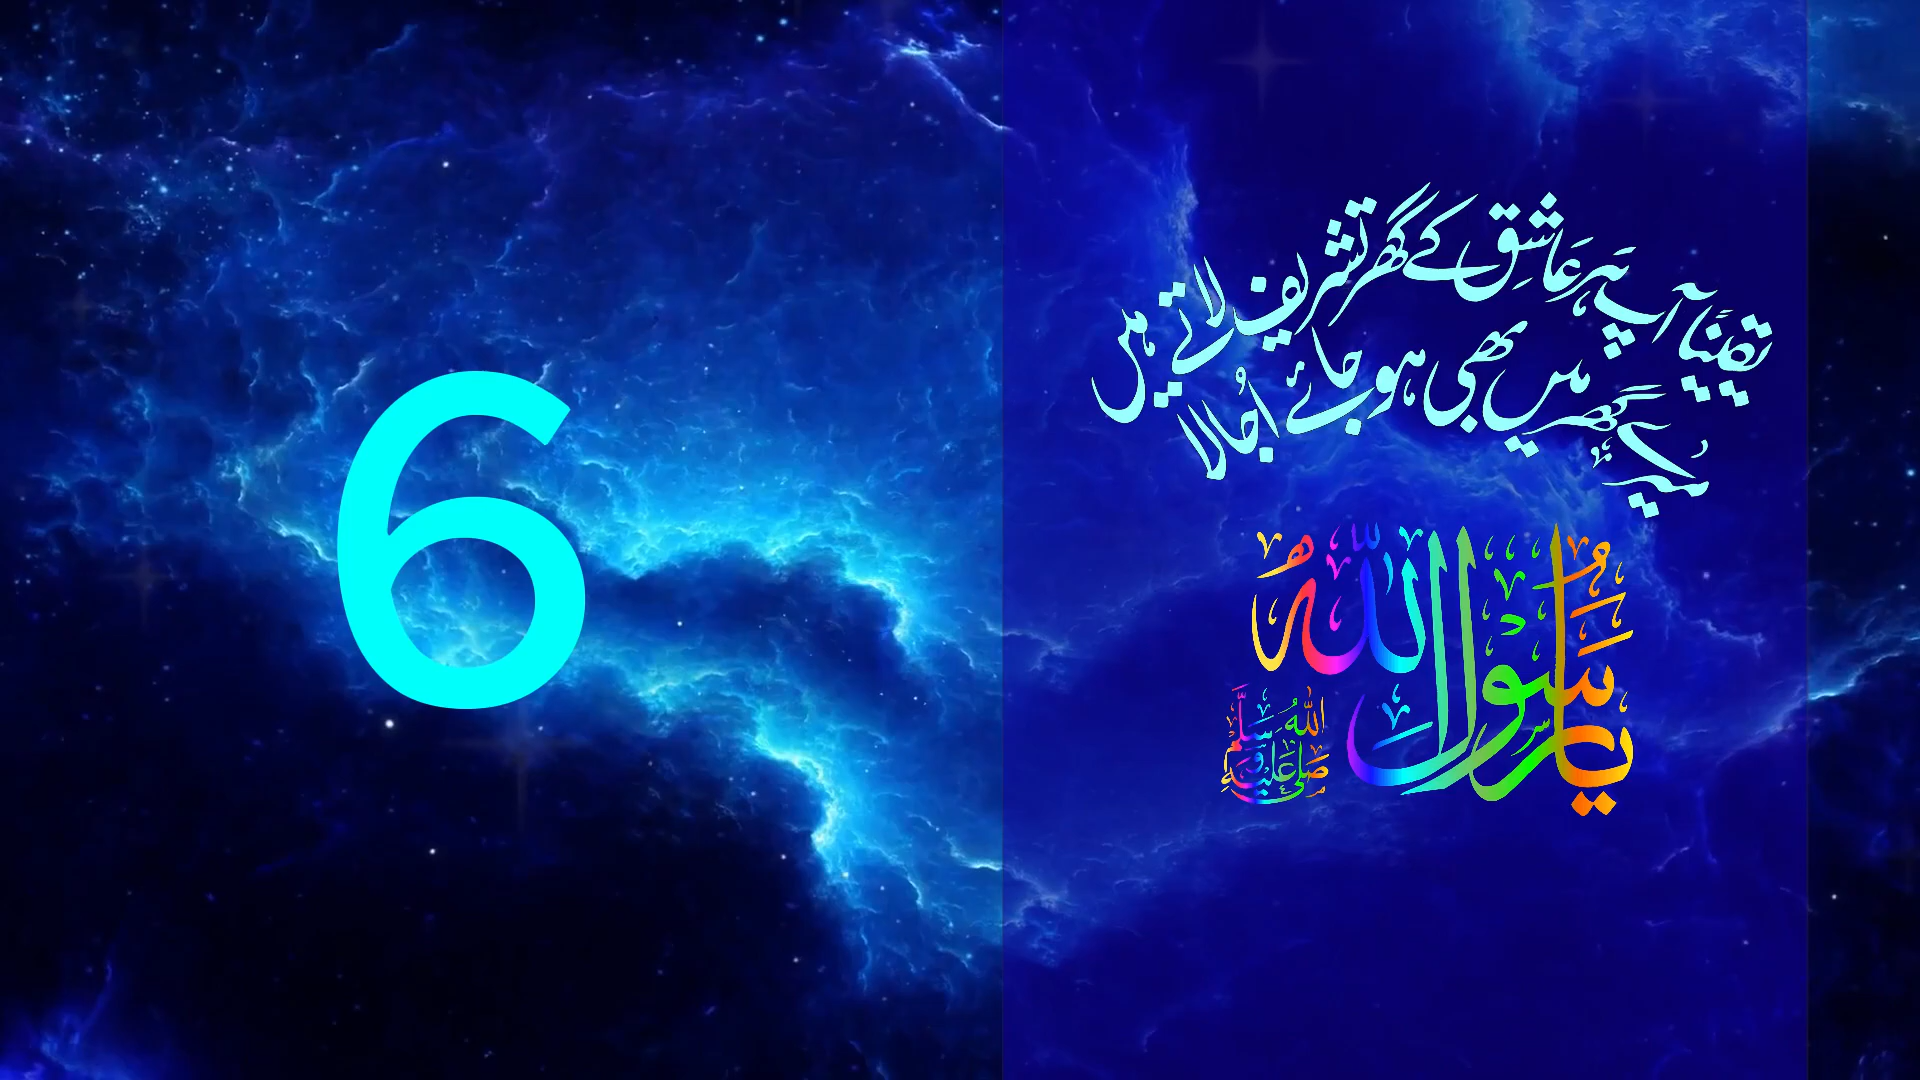 6
یقیناً آپ ہر عاشق کے گھر تشریف لاتے ہیں
میرے گھر میں بھی ہو جائے اُجالا
یا رسول اللہ
صلی اللہ علیہ وسلم